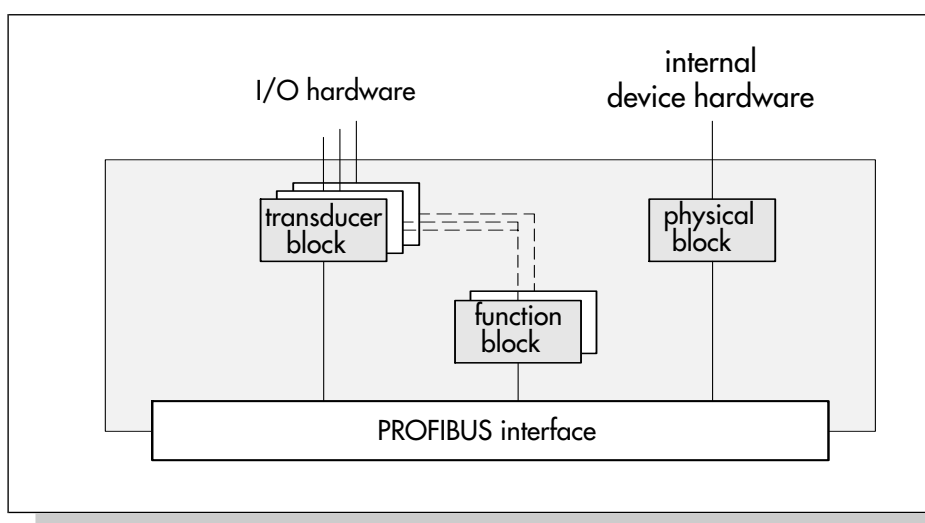 I/O hardware
internal
device hardware
transducer
block
physical
block
function
block
PROFIBUS interface